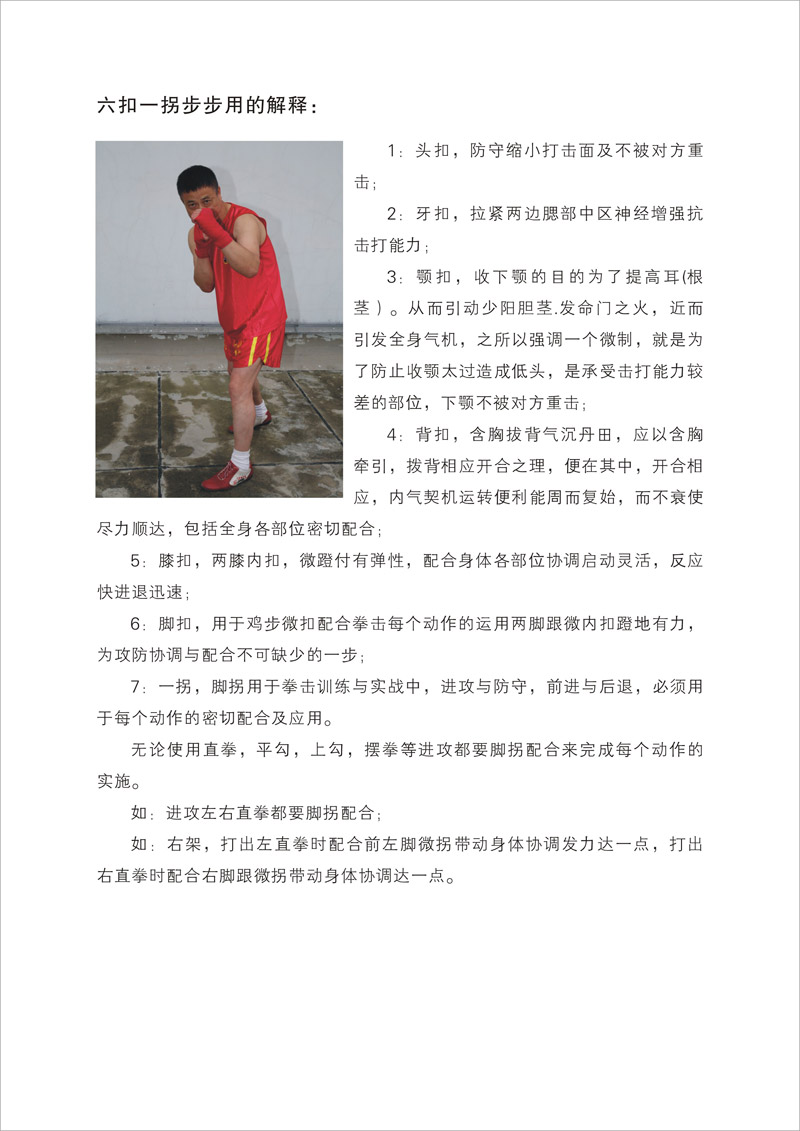 六扣一拐步步用的解释：
1：头扣，防守缩小打击面及不被对方重
击；
2：牙扣，拉紧两边腮部中区神经增强抗
击打能力；
3：颚扣，收下颚的目的为了提高耳(根
茎）。从而引动少阳胆茎.发命门之火，近而
引发全身气机，之所以强调一个微制，就是为
了防止收颚太过造成低头，是承受击打能力较
差的部位，下颚不被对方重击；
4：背扣，含胸拔背气沉丹田，应以含胸
牵引，拨背相应开合之理，便在其中，开合相
应，内气契机运转便利能周而复始，而不衰使
尽力顺达，包括全身各部位密切配合；
5：膝扣，两膝内扣，微蹬付有弹性，配合身体各部位协调启动灵活，反应
快进退迅速；
6：脚扣，用于鸡步微扣配合拳击每个动作的运用两脚跟微内扣蹬地有力，
为攻防协调与配合不可缺少的一步；
7：一拐，脚拐用于拳击训练与实战中，进攻与防守，前进与后退，必须用
于每个动作的密切配合及应用。
无论使用直拳，平勾，上勾，摆拳等进攻都要脚拐配合来完成每个动作的
实施。
如：进攻左右直拳都要脚拐配合；
如：右架，打出左直拳时配合前左脚微拐带动身体协调发力达一点，打出
右直拳时配合右脚跟微拐带动身体协调达一点。